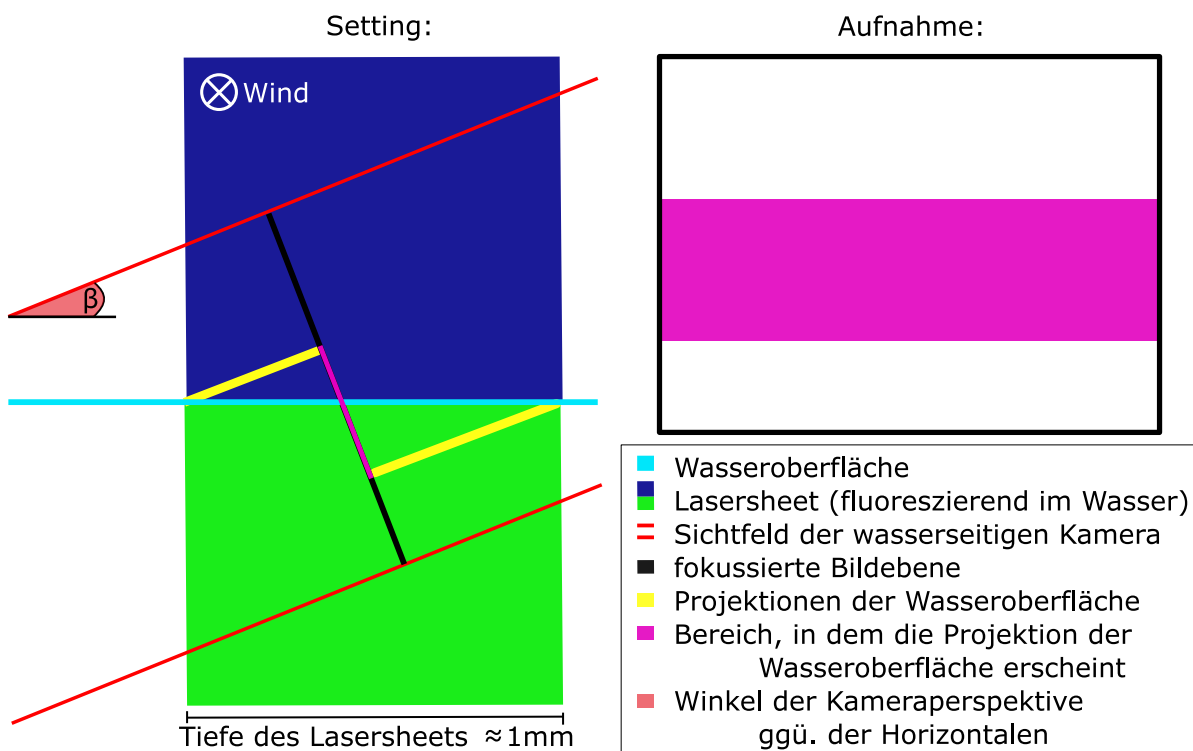 Setting:
Aufnahme:
Wind
β
Wasseroberfläche
Lasersheet (fluoreszierend im Wasser)
Sichtfeld der wasserseitigen Kamera
fokussierte Bildebene
Projektionen der Wasseroberfläche
Bereich, in dem die Projektion der
Wasseroberfläche erscheint
Winkel der Kameraperspektive
ggü. der Horizontalen
Tiefe des Lasersheets ≈1mm